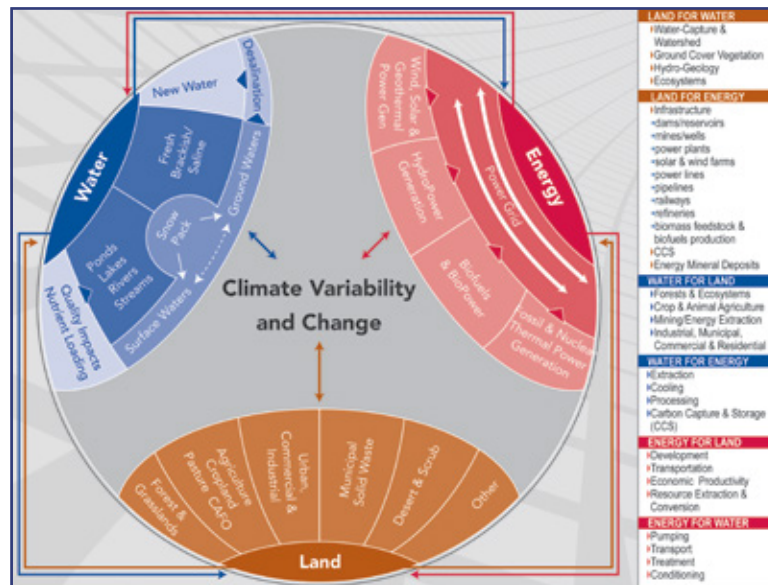 New Water
Desalination
Fresh
Brackish/
Saline
Water
Snow
Pack
Ground Waters
Ponds
Lakes
Rivers
Streams
Surface Waters
Quality Impacts
Nutrient Loading
Wind, Solar &
Geothermal
Power Gen
HydroPower
Generation
Biofuels
& BioPower
Fossil & Nuclear
Thermal Power
Generation
Power Grid
Energy
Climate Variability
and Change
Forest &
Grasslands
Agriculture
Cropland
Pasture CAFO
Urban,
Commercial &
Industrial
Municipal
Solid Waste
Desert & Scrub
Other
Land
LAND FOR WATER
Water-Capture &
Watershed
Ground Cover Vegetation
Hydro-Geology
Ecosystems
LAND FOR ENERGY
Infrastructure
dams/reservoirs
mines/wells
power plants
solar & wind farms
power lines
pipelines
railways
refineries
biomass feedstock &
biofuels production
CCS
Energy Mineral Deposits
WATER FOR LAND
Forests & Ecosystems
Crop & Animal Agriculture
Mining/Energy Extraction
Industrial, Municipal,
Commercial & Residential
WATER FOR ENERGY
Extraction
Cooling
Processing
Carbon Capture & Storage
(CCS)
ENERGY FOR LAND
Development
Transportation
Economic Productivity
Resource Extraction &
Conversion
ENERGY FOR WATER
Pumping
Transport
Treatment
Conditioning